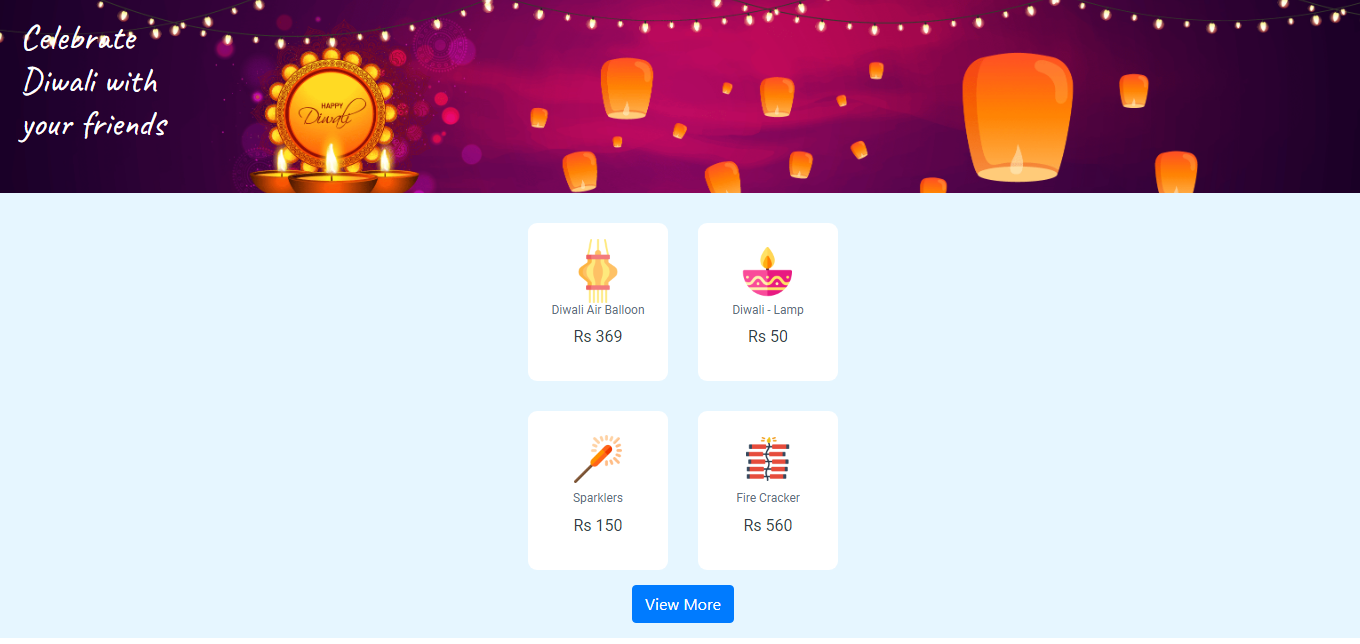 Celebrate
Diwali with
your friends
HAPPY
Diwali
Diwali Air Balloon
Rs 369
Diwali - Lamp
Rs 50
Sparklers
Rs 150
Fire Cracker
Rs 560
View More